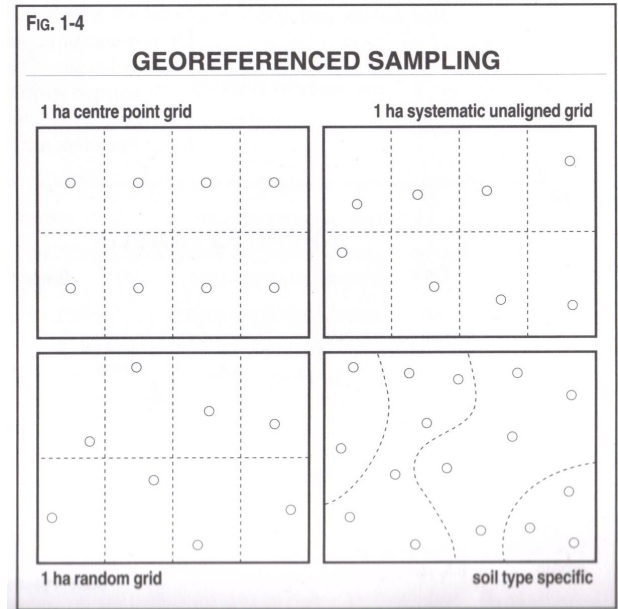 FIG. 1-4
GEOREFERENCED SAMPLING
1 ha centre point grid
1 ha systematic unaligned grid
1 ha random grid
soil type specific